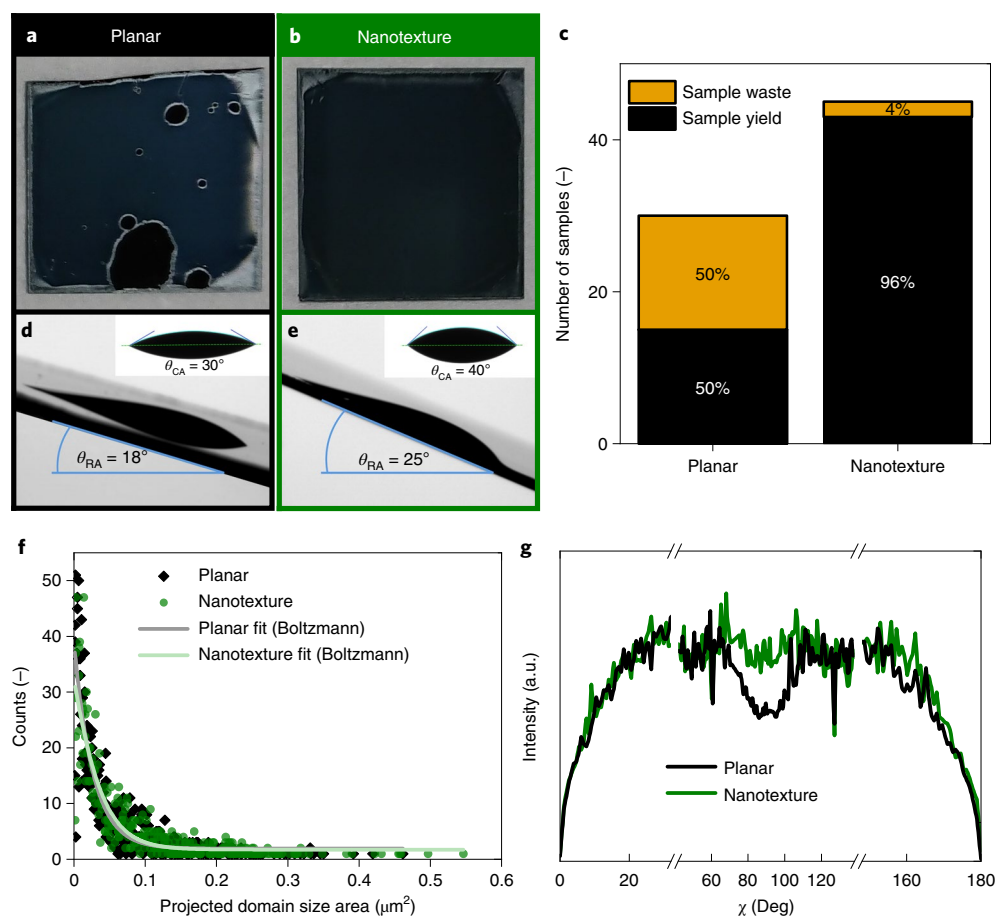 a
Planar
b
Nanotexture
c
Sample waste
Sample yield
4%
50%
50%
96%
Number of samples (–)
40
20
0
Planar
Nanotexture
d
θCA = 30°
θRA = 18°
e
θCA = 40°
θRA = 25°
f
Planar
Nanotexture
Planar fit (Boltzmann)
Nanotexture fit (Boltzmann)
Counts (–)
50
40
30
20
10
0
0 0.1 0.2 0.3 0.4 0.5 0.6
Projected domain size area (μm²)
g
Intensity (a.u.)
Planar
Nanotexture
0 20 60 80 100 120 160 180
χ (Deg)